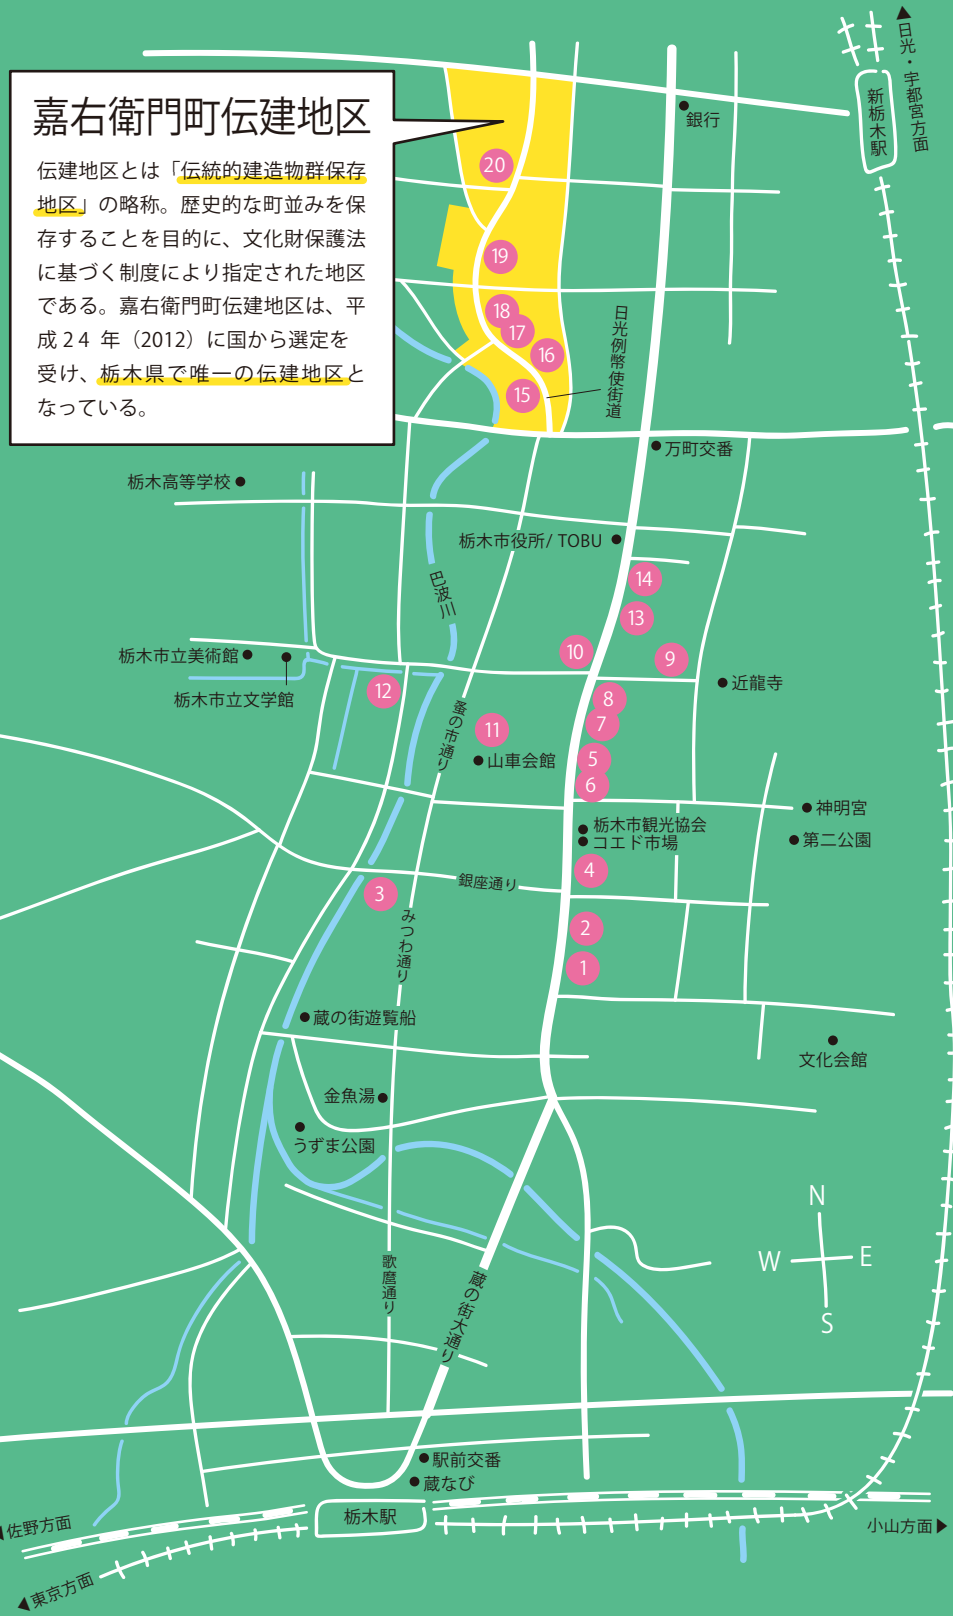 ▲日光・宇都宮方面
新栃木駅
銀行
嘉右衛門町伝建地区
伝建地区とは「伝統的建造物群保存
地区」の略称。歴史的な町並みを保
存することを目的に、文化財保護法
に基づく制度により指定された地区
である。嘉右衛門町伝建地区は、平
成24 年(2012)に国から選定を
受け、栃木県で唯一の伝建地区と
なっている。
20
19
18
17
16
15
日光例幣使街道
万町交番
栃木高等学校
栃木市役所/ TOBU
14
巴波川
13
10
9
栃木市立美術館
栃木市立文学館
近龍寺
12
8
7
蚤の市通り
11
山車会館
5
6
神明宮
栃木市観光協会
コエド市場
第二公園
4
銀座通り
3
みつわ通り
2
1
蔵の街遊覧船
文化会館
金魚湯
うずま公園
N
W
E
S
歌麿通り
蔵の街大通り
駅前交番
蔵なび
栃木駅
◀佐野方面
小山方面▶
◀東京方面